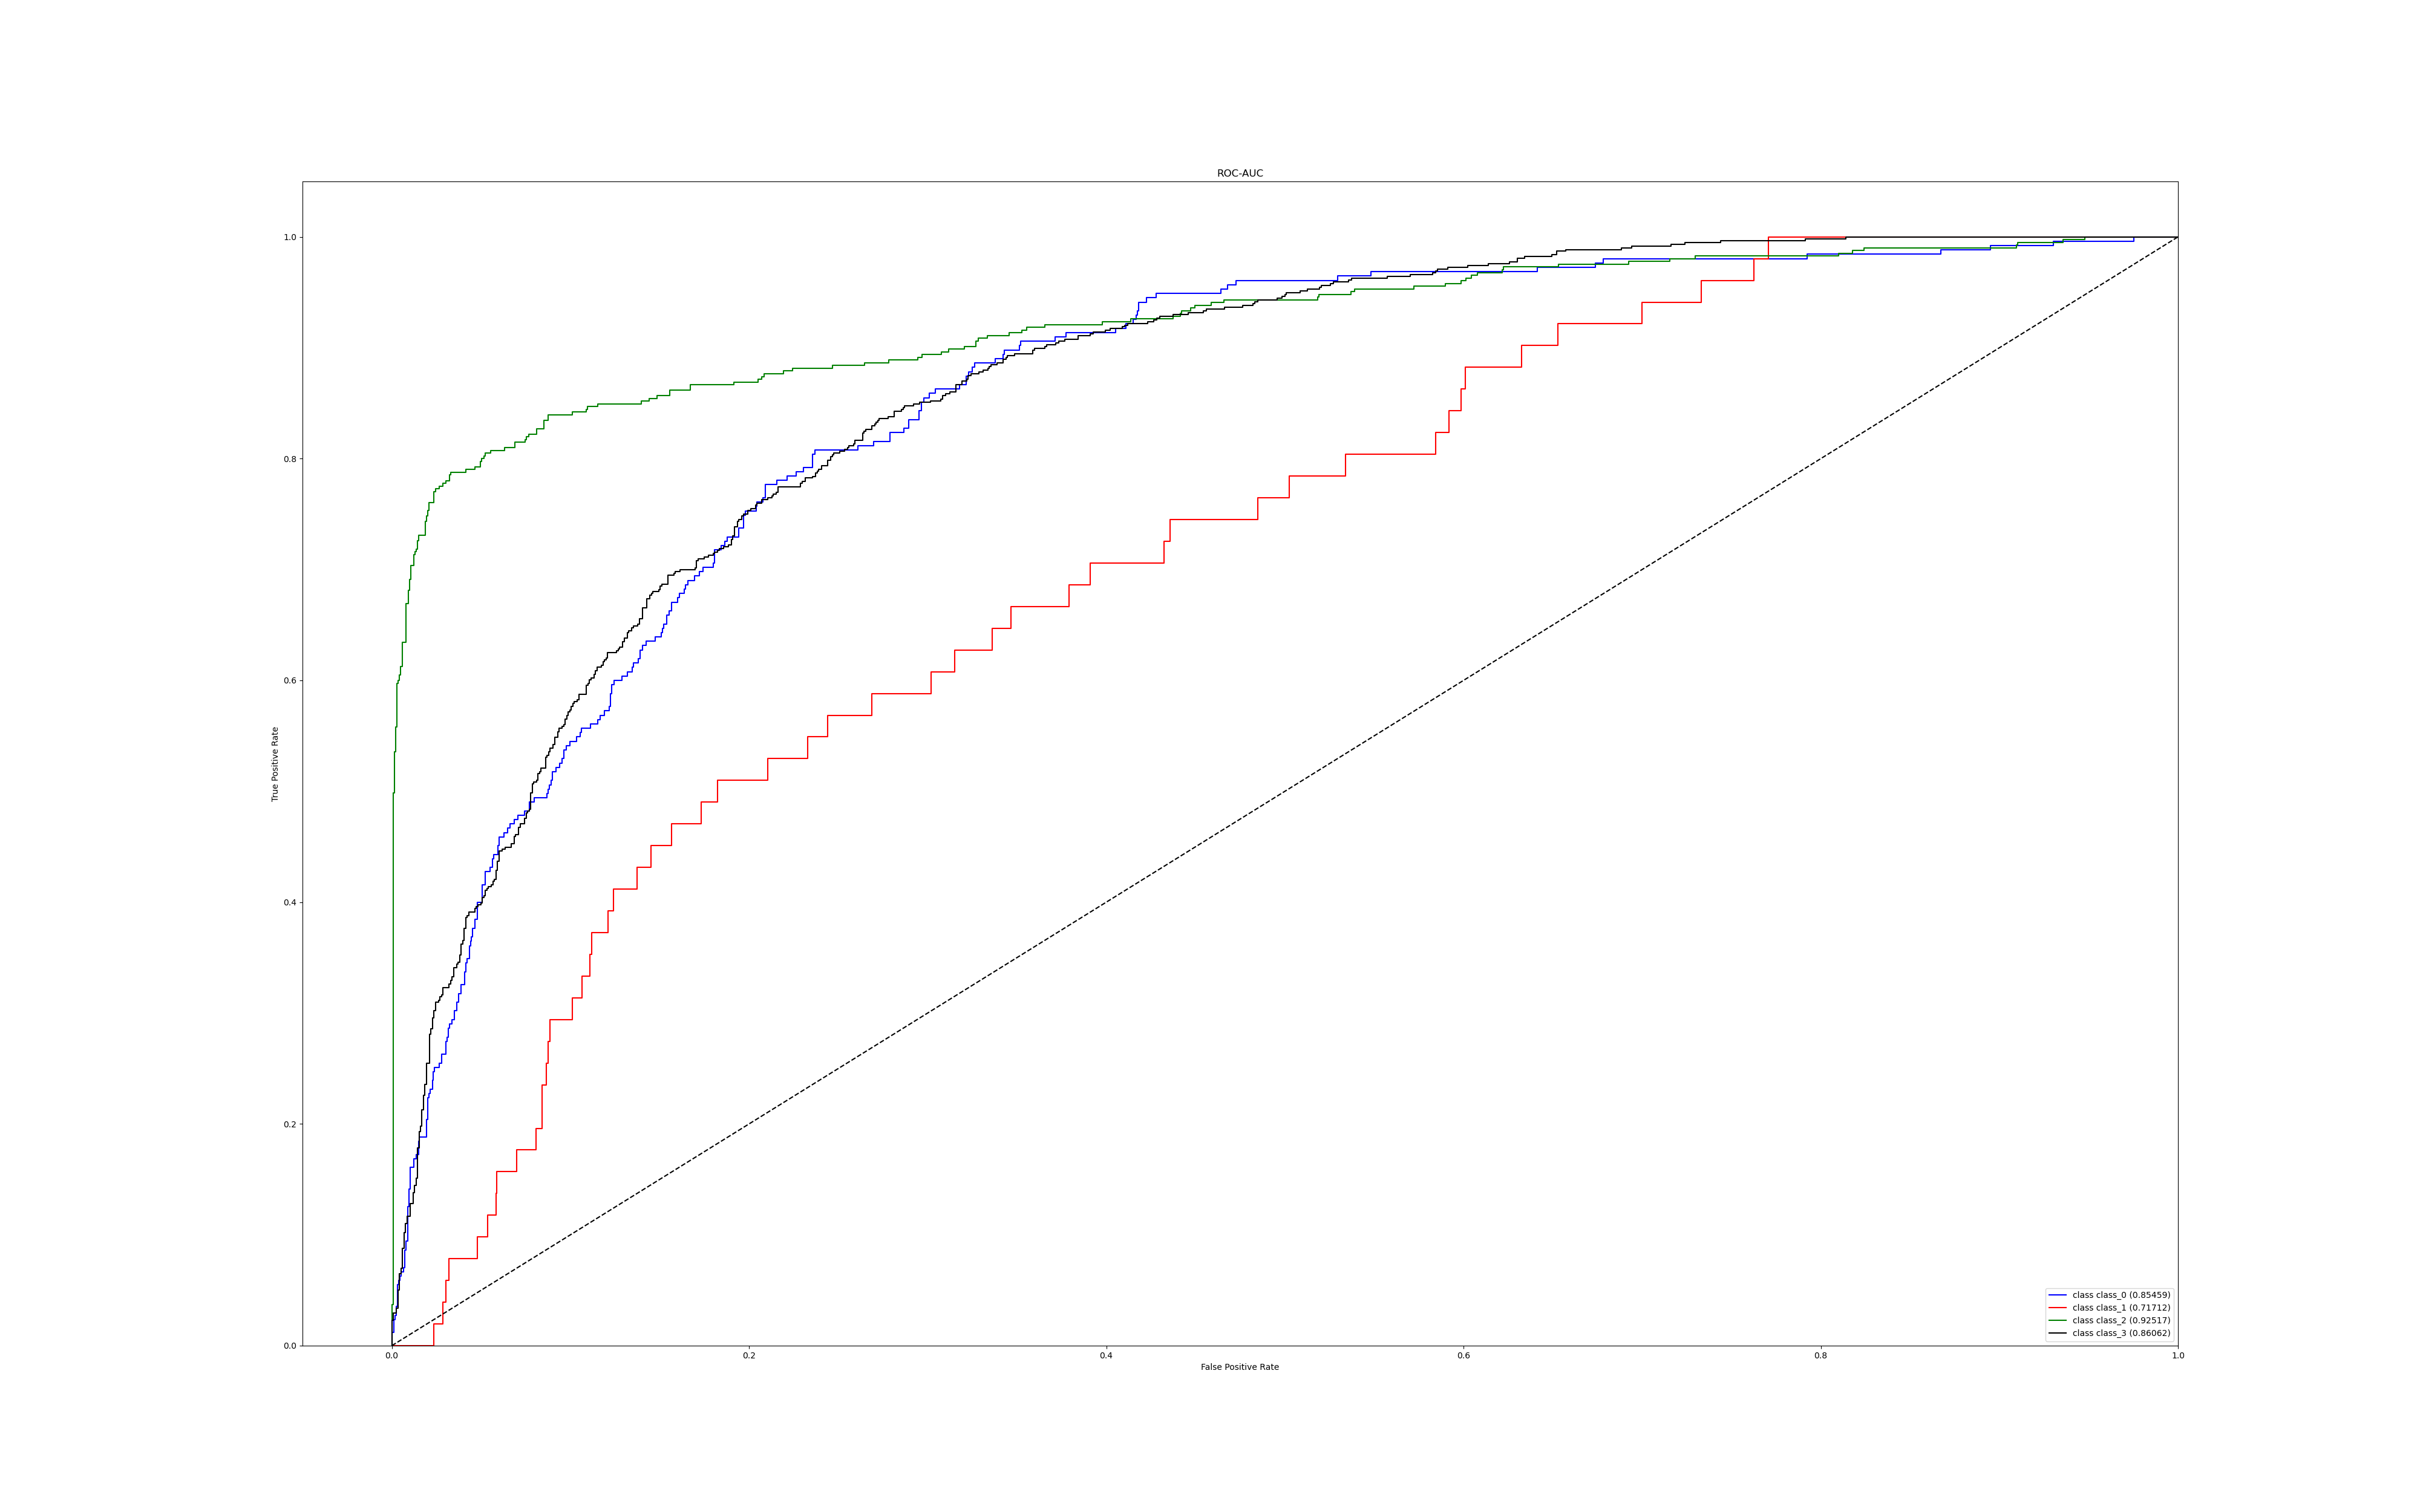 ROC-AUC
1.0
0.8
0.6
0.4
0.2
0.0
True Positive Rate
0.0 0.2 0.4 0.6 0.8 1.0
False Positive Rate
class class_0 (0.85459)
class class_1 (0.71712)
class class_2 (0.92517)
class class_3 (0.86062)